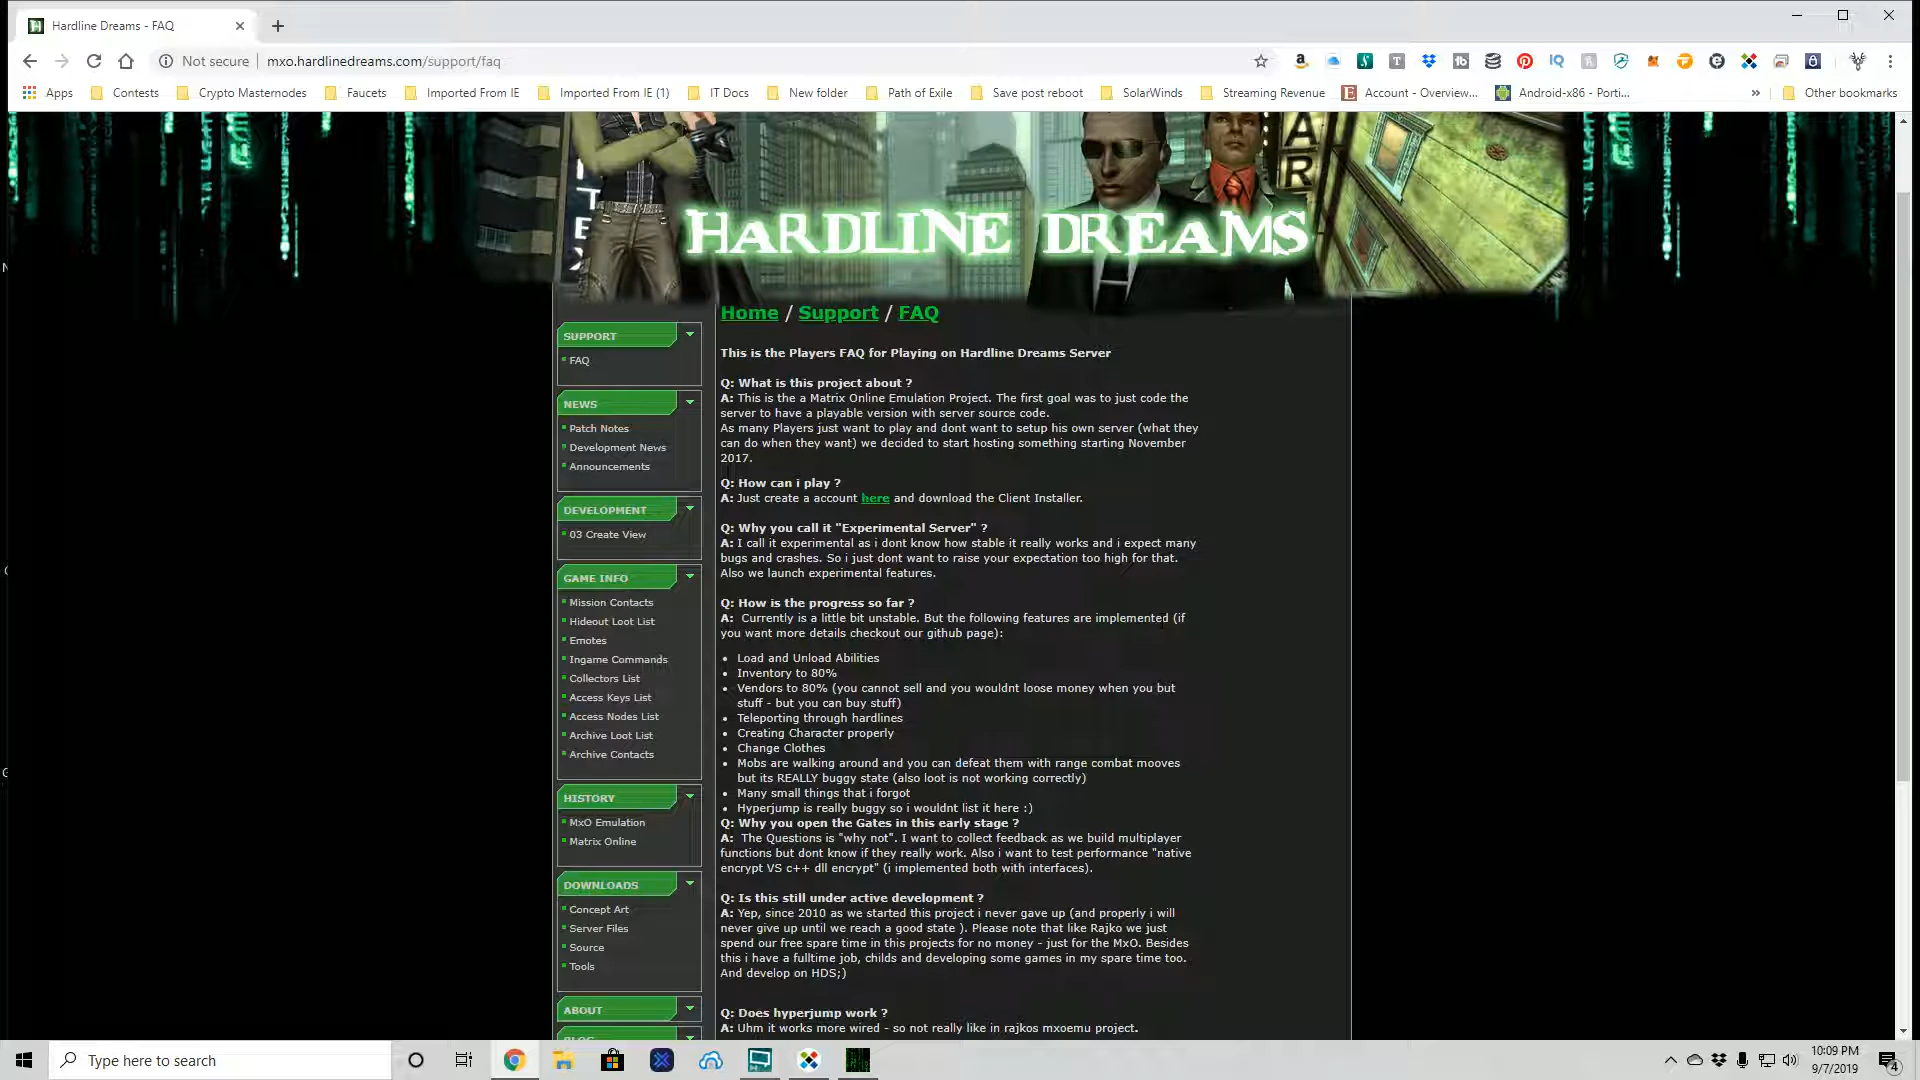 Hardline Dreams - FAQ
Not secure
mxo.hardlinedreams.com/support/faq
Apps
Contests
Crypto Masternodes
Faucets
Imported From IE
Imported From IE (1)
IT Docs
New folder
Path of Exile
Save post reboot
SolarWinds
Streaming Revenue
Account - Overview...
Android-x86 - Porti...
»
Other bookmarks
HARDLINE DREAMS
Home / Support / FAQ
SUPPORT
FAQ
NEWS
Patch Notes
Development News
Announcements
DEVELOPMENT
03 Create View
GAME INFO
Mission Contacts
Hideout Loot List
Emotes
Ingame Commands
Collectors List
Access Keys List
Access Nodes List
Archive Loot List
Archive Contacts
HISTORY
MxO Emulation
Matrix Online
DOWNLOADS
Concept Art
Server Files
Source
Tools
ABOUT
This is the Players FAQ for Playing on Hardline Dreams Server
Q: What is this project about ?
A: This is the a Matrix Online Emulation Project. The first goal was to just code the
server to have a playable version with server source code.
As many Players just want to play and dont want to setup his own server (what they
can do when they want) we decided to start hosting something starting November
2017.
Q: How can i play ?
A: Just create a account here and download the Client Installer.
Q: Why you call it "Experimental Server" ?
A: I call it experimental as i dont know how stable it really works and i expect many
bugs and crashes. So i just dont want to raise your expectation too high for that.
Also we launch experimental features.
Q: How is the progress so far ?
A:  Currently is a little bit unstable. But the following features are implemented (if
you want more details checkout our github page):
• Load and Unload Abilities
• Inventory to 80%
• Vendors to 80% (you cannot sell and you wouldnt loose money when you but
stuff - but you can buy stuff)
• Teleporting through hardlines
• Creating Character properly
• Change Clothes
• Mobs are walking around and you can defeat them with range combat mooves
but its REALLY buggy state (also loot is not working correctly)
• Many small things that i forgot
• Hyperjump is really buggy so i wouldnt list it here :)
Q: Why you open the Gates in this early stage ?
A:  The Questions is "why not". I want to collect feedback as we build multiplayer
functions but dont know if they really work. Also i want to test performance "native
encrypt VS c++ dll encrypt" (i implemented both with interfaces).
Q: Is this still under active development ?
A: Yep, since 2010 as we started this project i never gave up (and properly i will
never give up until we reach a good state ). Please note that like Rajko we just
spend our free spare time in this projects for no money - just for the MxO. Besides
this i have a fulltime job, childs and developing some games in my spare time too.
And develop on HDS;)
Q: Does hyperjump work ?
A: Uhm it works more wired - so not really like in rajkos mxoemu project.
Type here to search
10:09 PM
9/7/2019
4